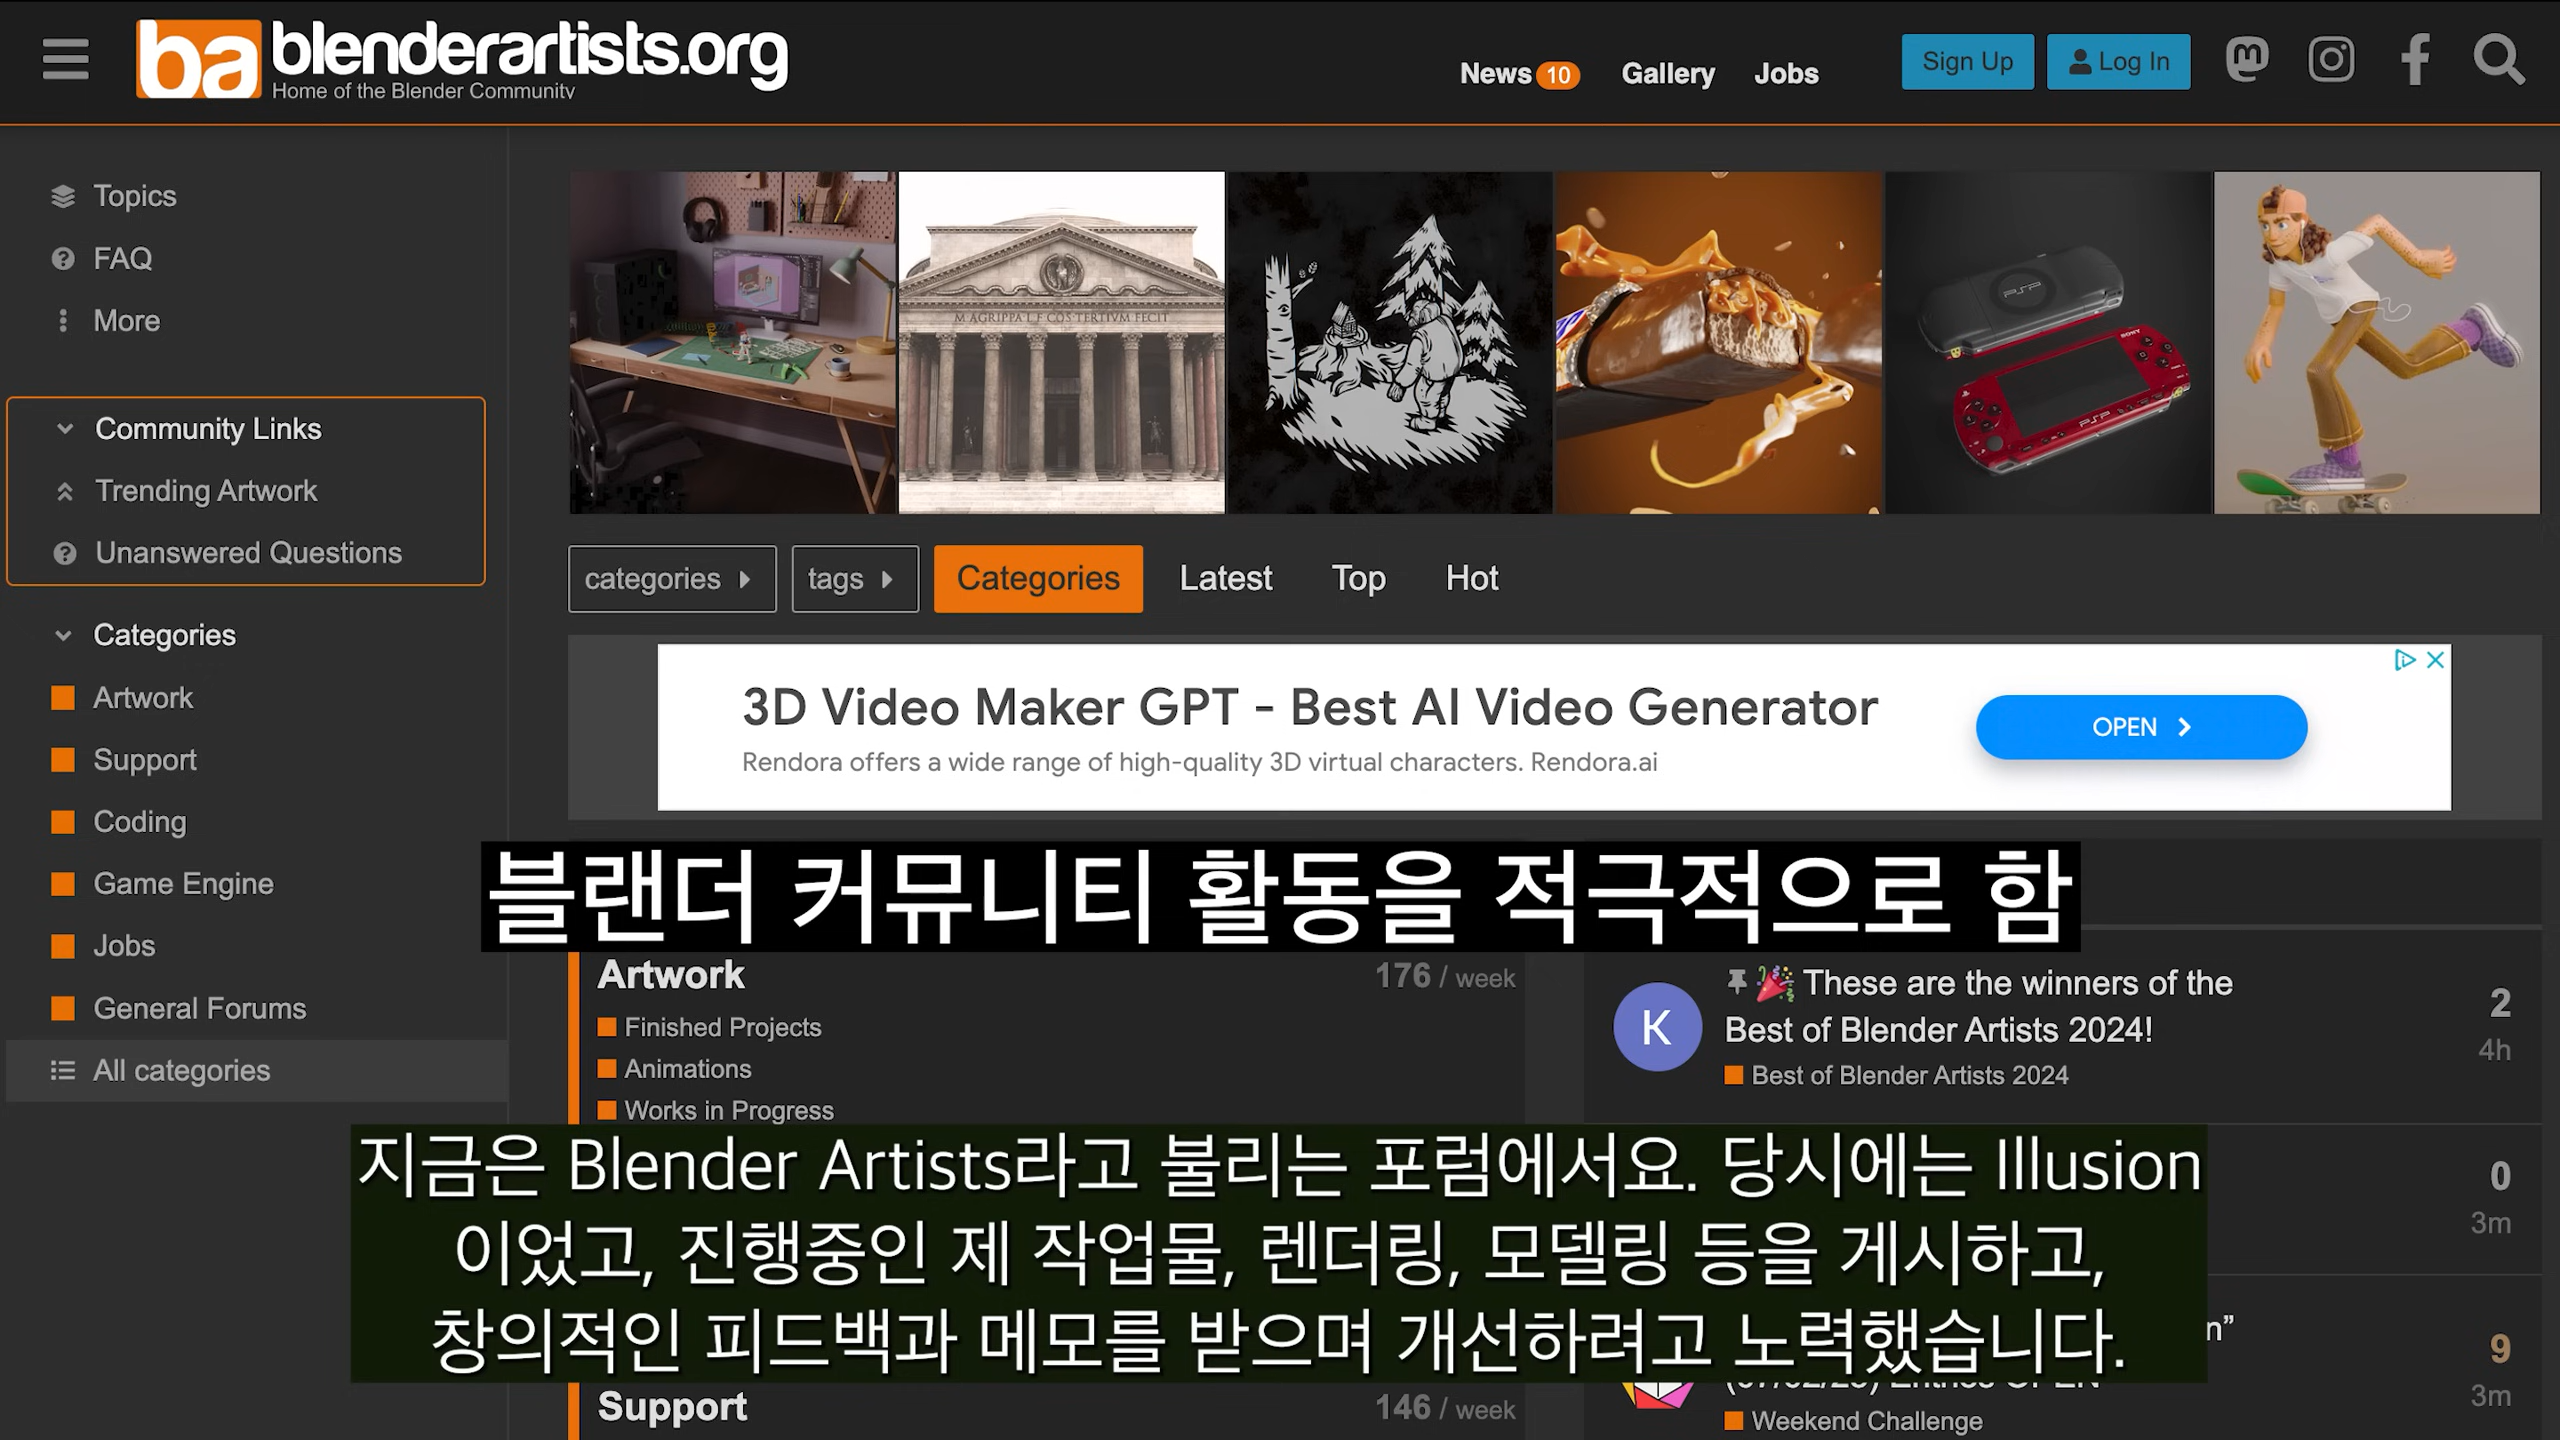 ba blenderartists.org
Home of the Blender Community
News 10 Gallery Jobs Sign Up Log In
Topics
FAQ
More
Community Links
Trending Artwork
Unanswered Questions
Categories
Artwork
Support
Coding
Game Engine
Jobs
General Forums
All categories
M AGRIPPA L F COS TERTIVM FECIT
PSP
SONY
PSP
categories tags Categories Latest Top Hot
3D Video Maker GPT - Best AI Video Generator
Rendora offers a wide range of high-quality 3D virtual characters. Rendora.ai
OPEN
블랜더 커뮤니티 활동을 적극적으로 함
Artwork 176 / week
Finished Projects
Animations
Works in Progress
K
These are the winners of the
Best of Blender Artists 2024!
Best of Blender Artists 2024
2
4h
0
3m
지금은 Blender Artists라고 불리는 포럼에서요. 당시에는 Illusion
이었고, 진행중인 제 작업물, 렌더링, 모델링 등을 게시하고,
창의적인 피드백과 메모를 받으며 개선하려고 노력했습니다.
n”
9
3m
Support 146 / week
Weekend Challenge